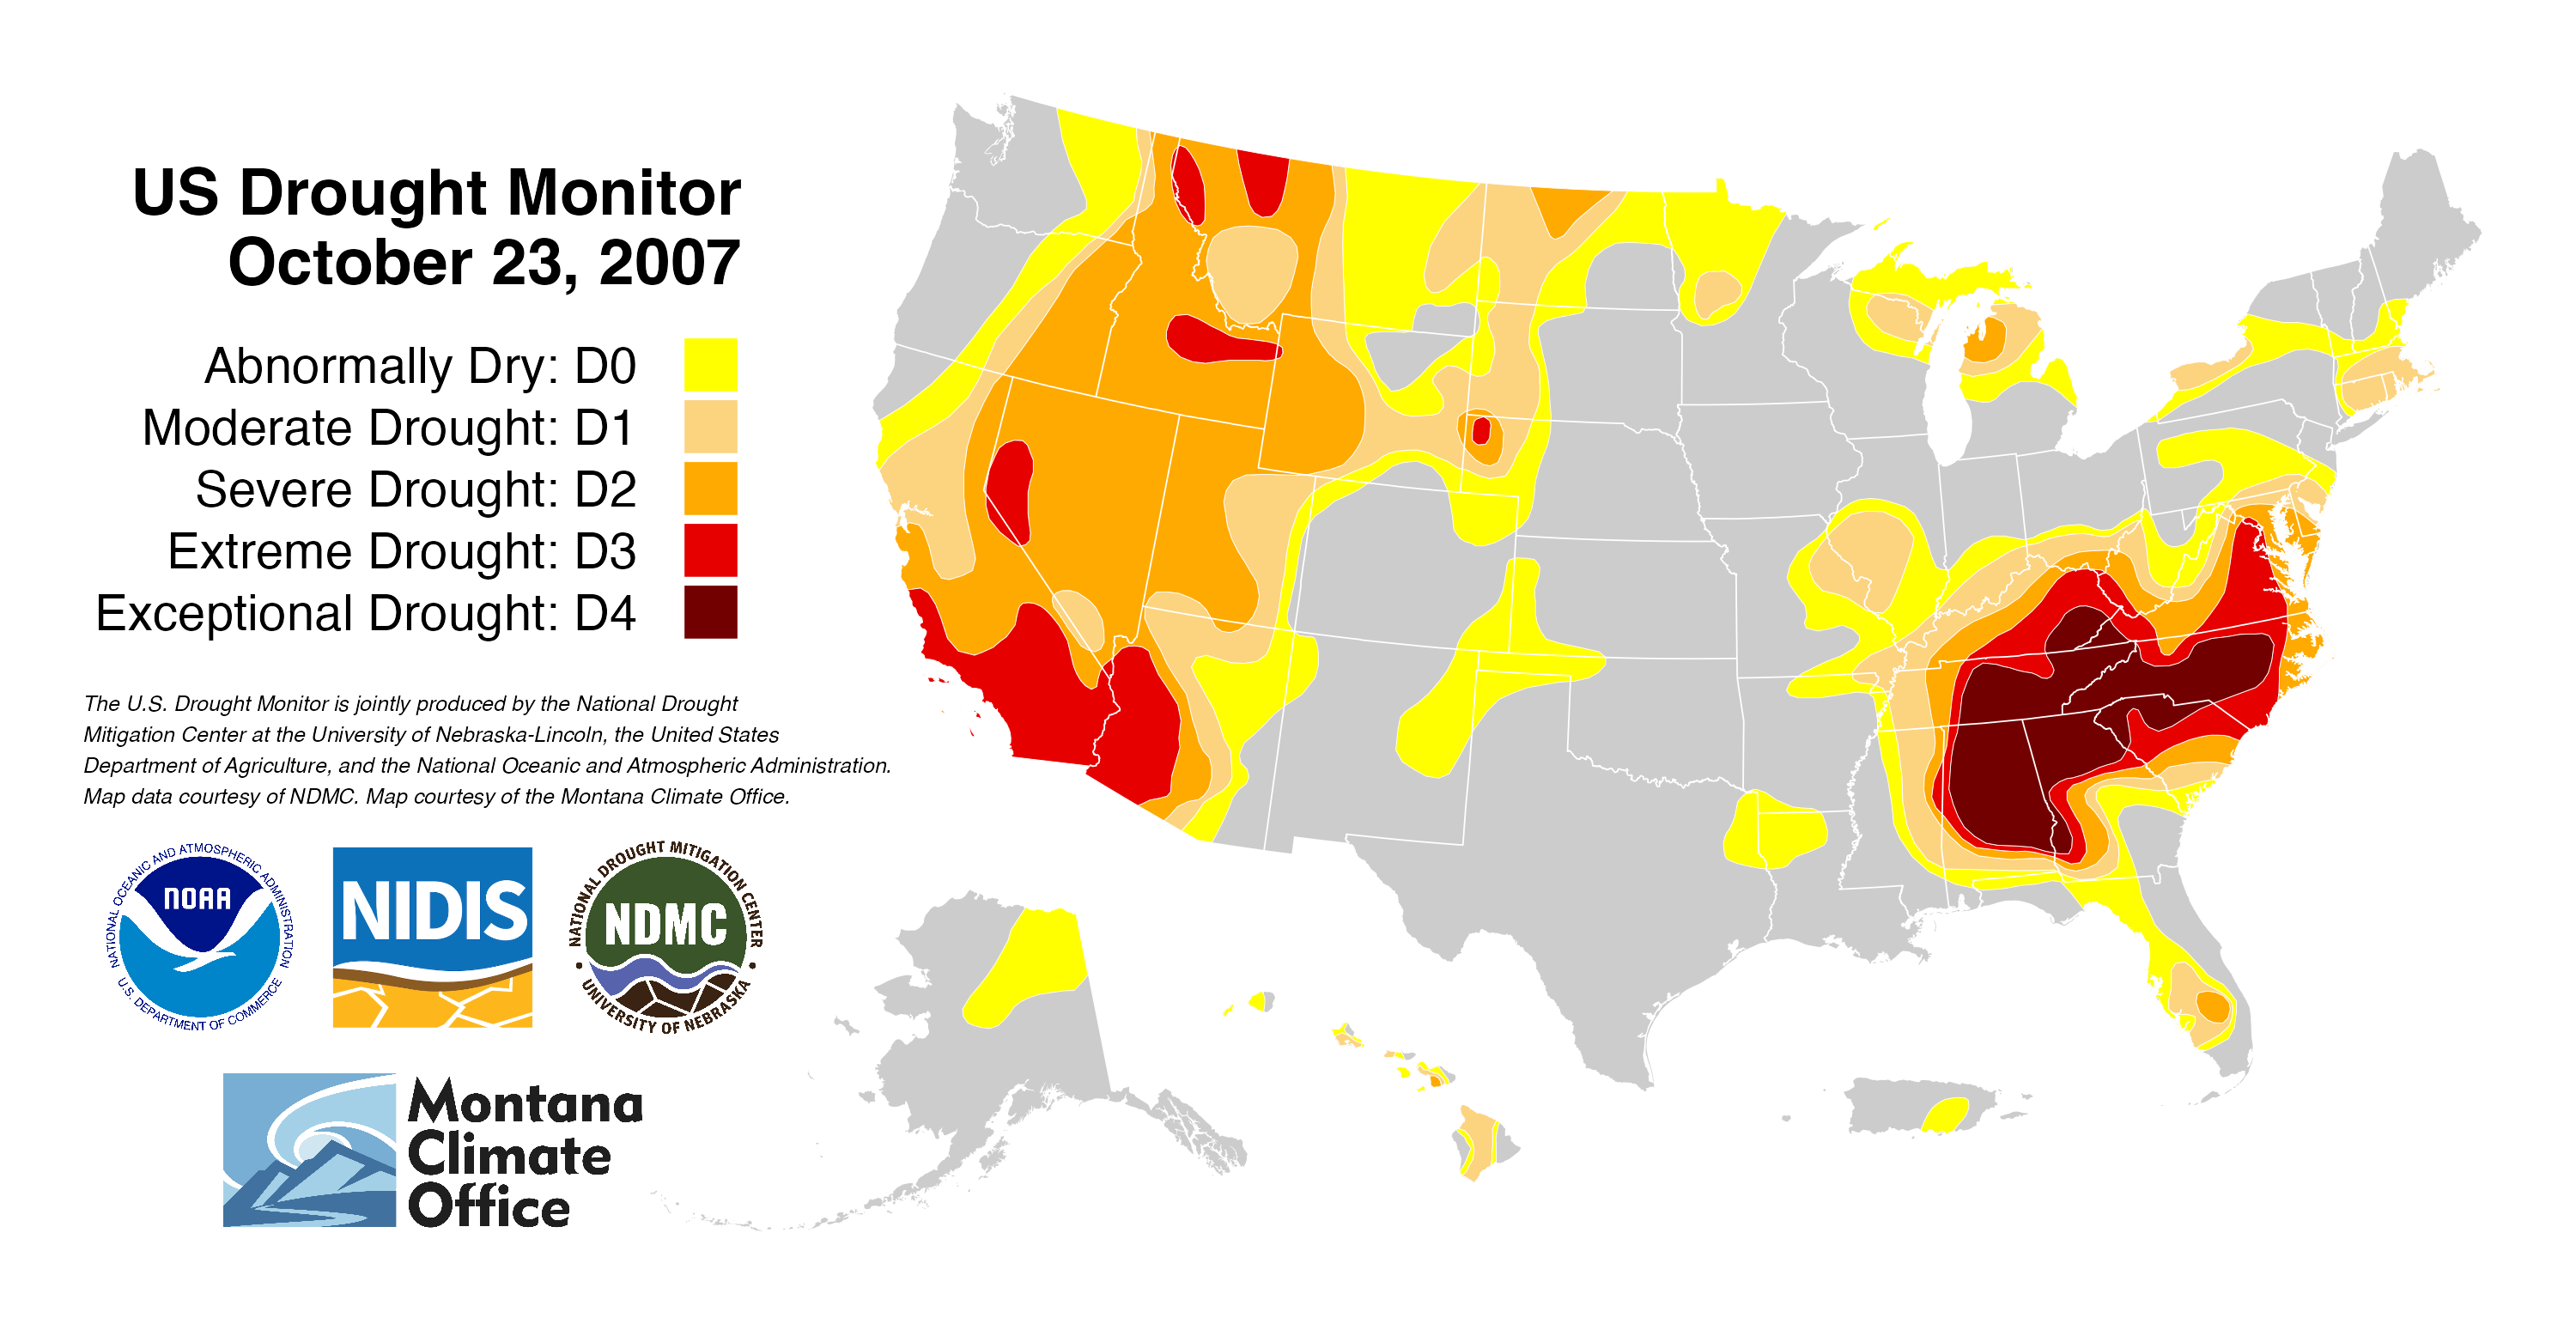 US Drought Monitor
October 23, 2007
Abnormally Dry: D0
Moderate Drought: D1
Severe Drought: D2
Extreme Drought: D3
Exceptional Drought: D4
The U.S. Drought Monitor is jointly produced by the National Drought
Mitigation Center at the University of Nebraska-Lincoln, the United States
Department of Agriculture, and the National Oceanic and Atmospheric Administration.
Map data courtesy of NDMC. Map courtesy of the Montana Climate Office.
NATIONAL OCEANIC AND ATMOSPHERIC ADMINISTRATION
NOAA
U.S. DEPARTMENT OF COMMERCE
NIDIS
NATIONAL DROUGHT MITIGATION CENTER
NDMC
• UNIVERSITY OF NEBRASKA •
Montana
Climate
Office